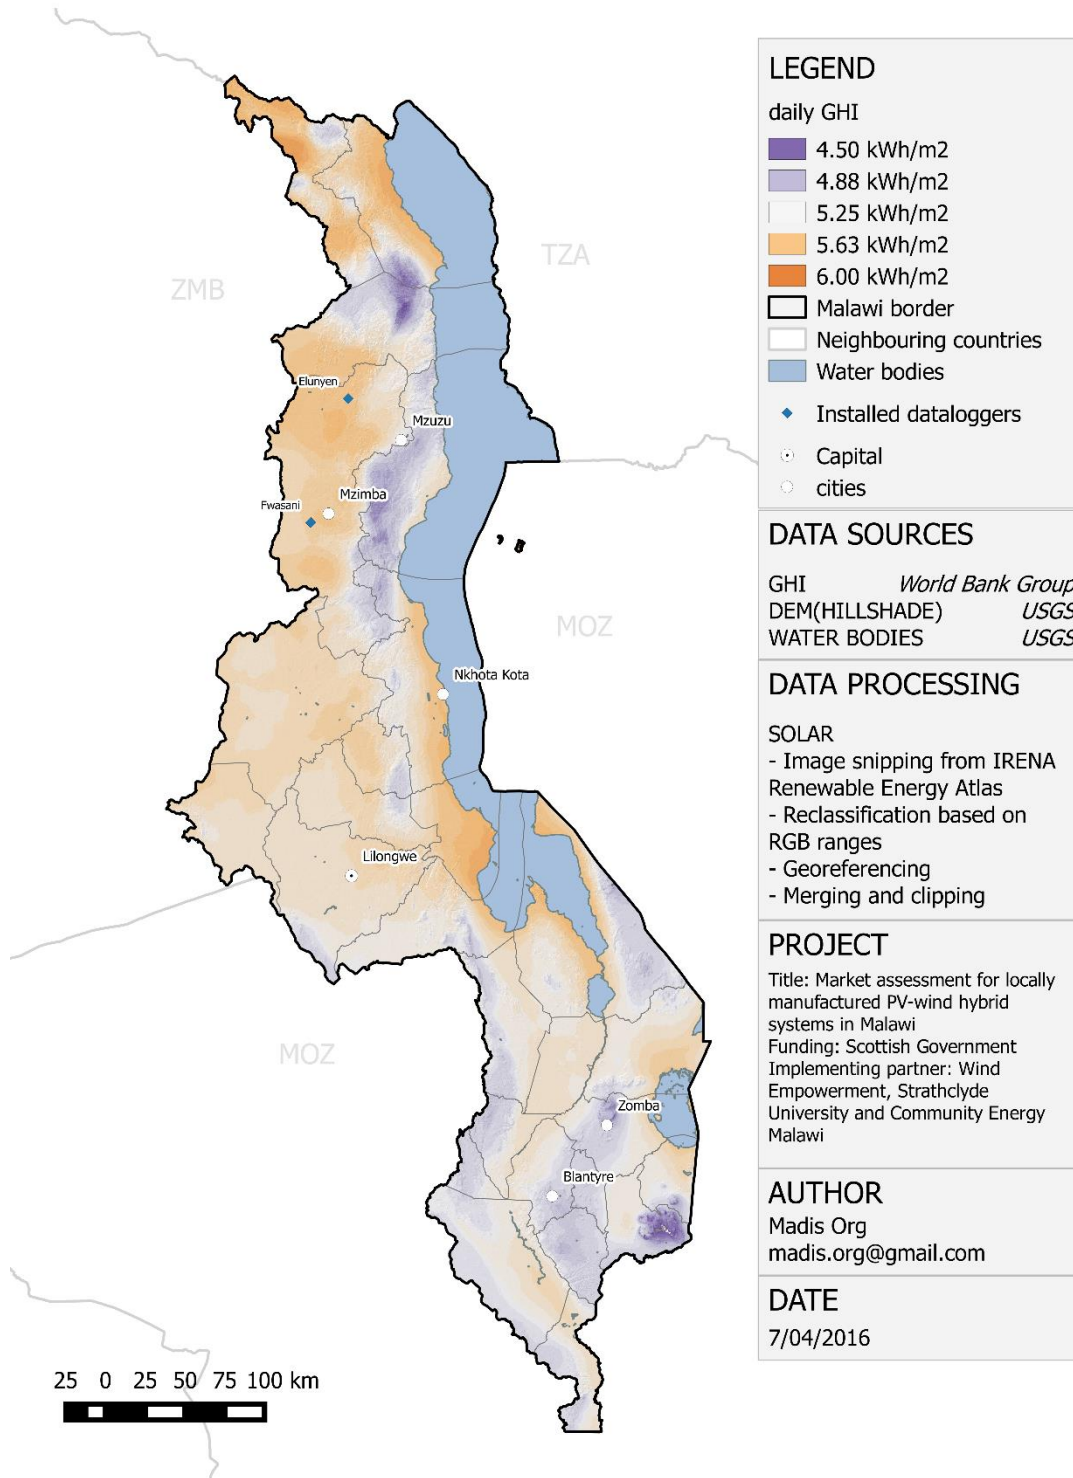 LEGEND
daily GHI
4.50 kWh/m2
4.88 kWh/m2
5.25 kWh/m2
5.63 kWh/m2
6.00 kWh/m2
Malawi border
Neighbouring countries
Water bodies
Installed dataloggers
Capital
cities
DATA SOURCES
GHI World Bank Group
DEM(HILLSHADE) USGS
WATER BODIES USGS
DATA PROCESSING
SOLAR
- Image snipping from IRENA
Renewable Energy Atlas
- Reclassification based on
RGB ranges
- Georeferencing
- Merging and clipping
PROJECT
Title: Market assessment for locally
manufactured PV-wind hybrid
systems in Malawi
Funding: Scottish Government
Implementing partner: Wind
Empowerment, Strathclyde
University and Community Energy
Malawi
AUTHOR
Madis Org
madis.org@gmail.com
DATE
7/04/2016
TZA
ZMB
Elunyen
Mzuzu
Mzimba
Fwasani
MOZ
Nkhota Kota
Lilongwe
MOZ
Zomba
Blantyre
25 0 25 50 75 100 km